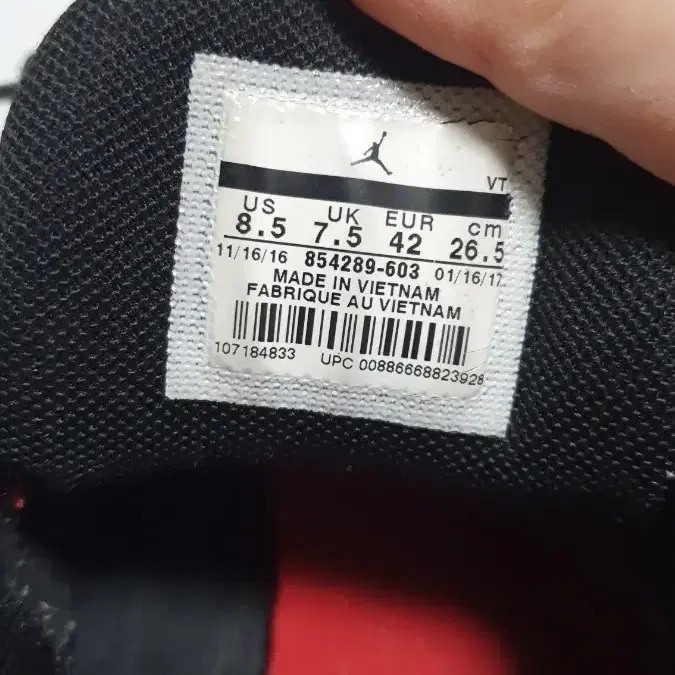 VT
US UK EUR cm
8.5 7.5 42 26.5
11/16/16 854289-603 01/16/17
MADE IN VIETNAM
FABRIQUE AU VIETNAM
107184833 UPC 00886668823928